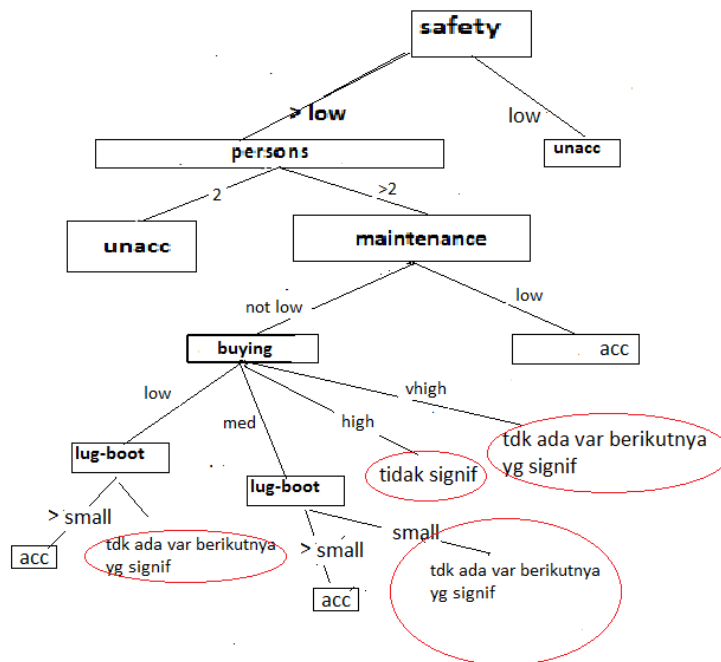 safety
> low
low
persons
unacc
2
>2
unacc
maintenance
not low
low
buying
acc
low
med
high
vhigh
lug-boot
lug-boot
tidak signif
tdk ada var berikutnya
yg signif
> small
tdk ada var berikutnya
yg signif
acc
> small
small
tdk ada var berikutnya
yg signif
acc